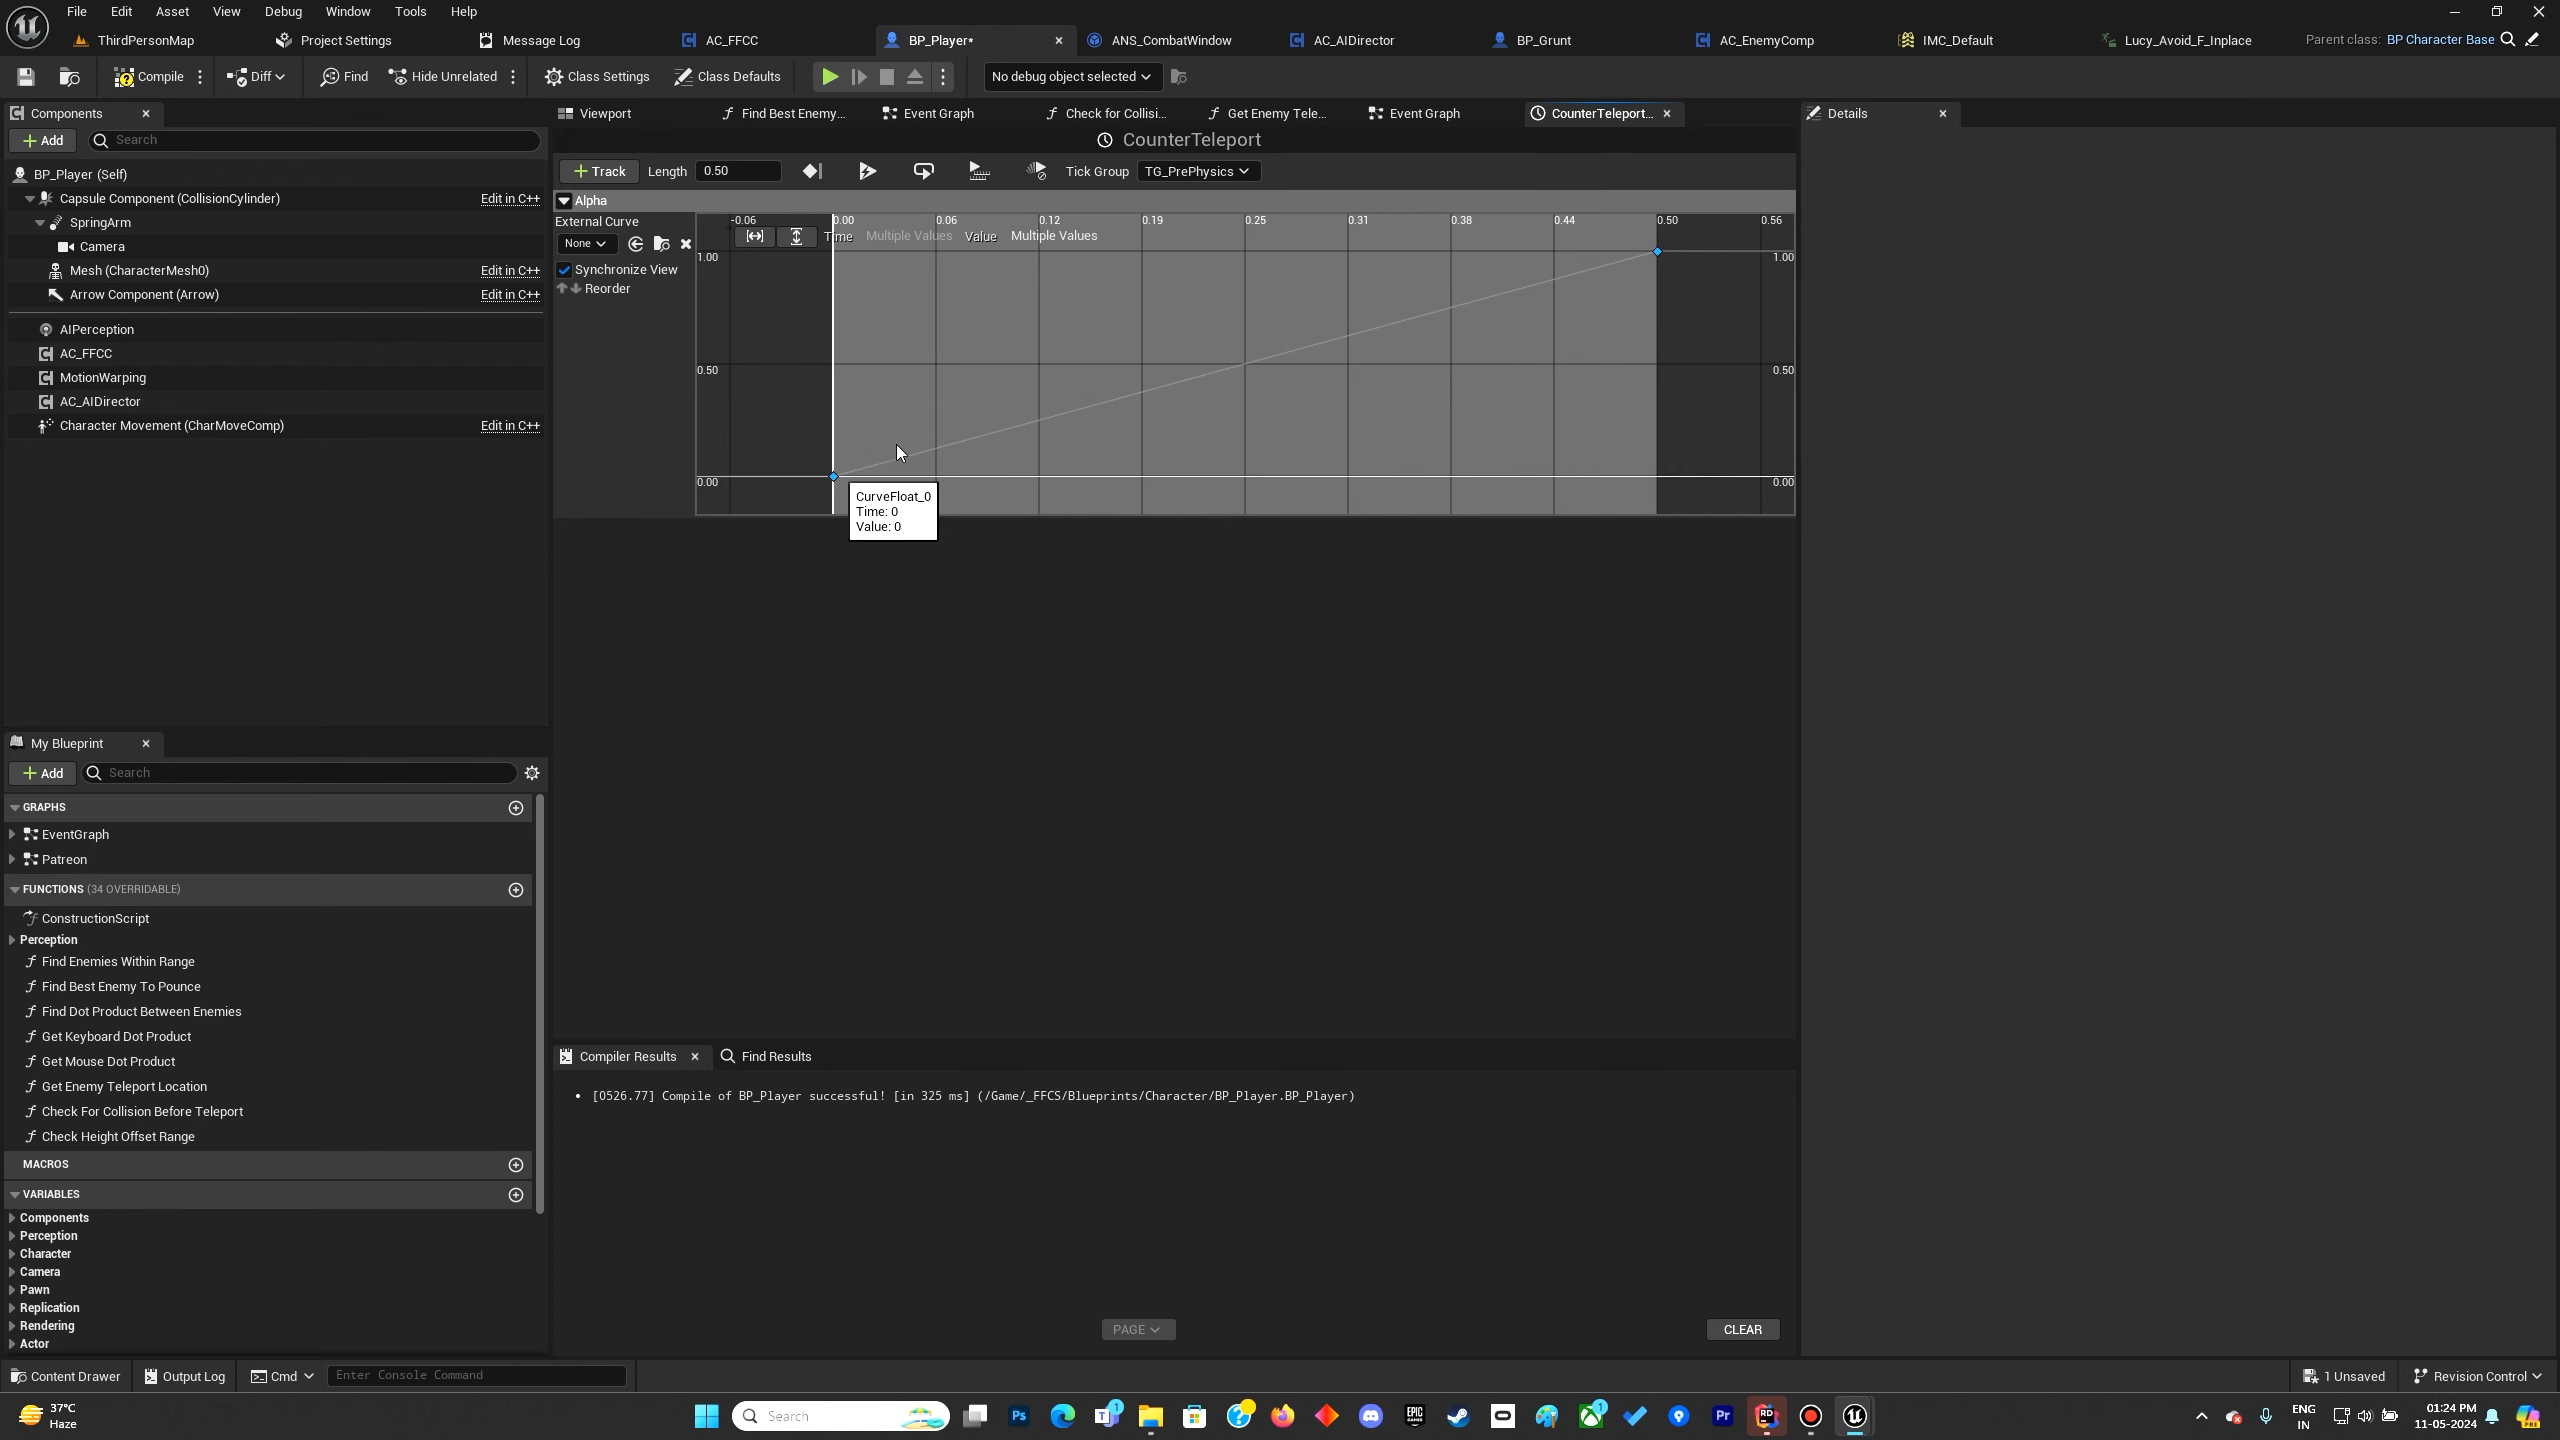 File Edit Asset View Debug Window Tools Help
ThirdPersonMap Project Settings Message Log AC_FFCC BP_Player* ANS_CombatWindow AC_AIDirector BP_Grunt AC_EnemyComp IMC_Default Lucy_Avoid_F_Inplace Parent class: BP Character Base
Compile Diff Find Hide Unrelated Class Settings Class Defaults No debug object selected
Components
Viewport Find Best Enemy... Event Graph Check for Collisi... Get Enemy Tele... Event Graph CounterTeleport... Details
Add Search
CounterTeleport
BP_Player (Self)
Track Length 0.50 Tick Group TG_PrePhysics
Capsule Component (CollisionCylinder) Edit in C++
SpringArm
Camera
Mesh (CharacterMesh0) Edit in C++
Arrow Component (Arrow) Edit in C++
AIPerception
AC_FFCC
MotionWarping
AC_AIDirector
Character Movement (CharMoveComp) Edit in C++
Alpha
External Curve
None
Synchronize View
Reorder
-0.06 0.00 0.06 0.12 0.19 0.25 0.31 0.38 0.44 0.50 0.56
Time Multiple Values Value Multiple Values
1.00 1.00
0.50 0.50
0.00 0.00
CurveFloat_0
Time: 0
Value: 0
My Blueprint
Add Search
GRAPHS
EventGraph
Patreon
FUNCTIONS (34 OVERRIDABLE)
ConstructionScript
Perception
Find Enemies Within Range
Find Best Enemy To Pounce
Find Dot Product Between Enemies
Get Keyboard Dot Product
Get Mouse Dot Product
Get Enemy Teleport Location
Check For Collision Before Teleport
Check Height Offset Range
MACROS
VARIABLES
Components
Perception
Character
Camera
Pawn
Replication
Rendering
Actor
Compiler Results Find Results
[0526.77] Compile of BP_Player successful! [in 325 ms] (/Game/_FFCS/Blueprints/Character/BP_Player.BP_Player)
PAGE CLEAR
Content Drawer Output Log Cmd Enter Console Command 1 Unsaved Revision Control
37°C
Haze
Search
Ps
1
EPIC GAMES
1
Pr
RD
ENG
IN
01:24 PM
11-05-2024
PRE